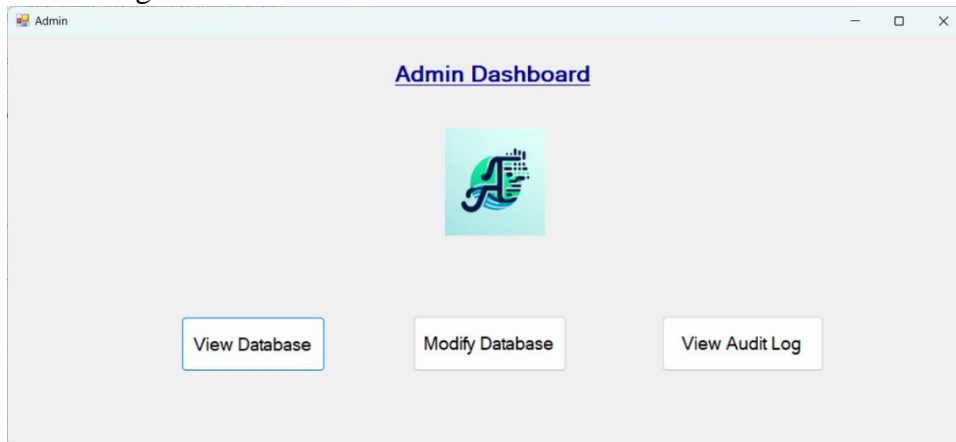 Admin
Admin Dashboard
View Database
Modify Database
View Audit Log